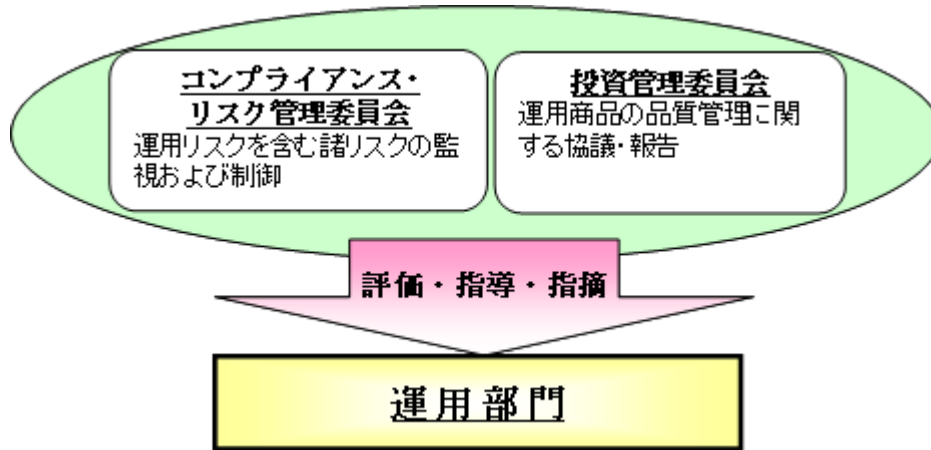 コンプライアンス・
リスク管理委員会
運用リスクを含む諸リスクの監
視および制御
投資管理委員会
運用商品の品質管理に関
する協議・報告
評価・指導・指摘
運用部門